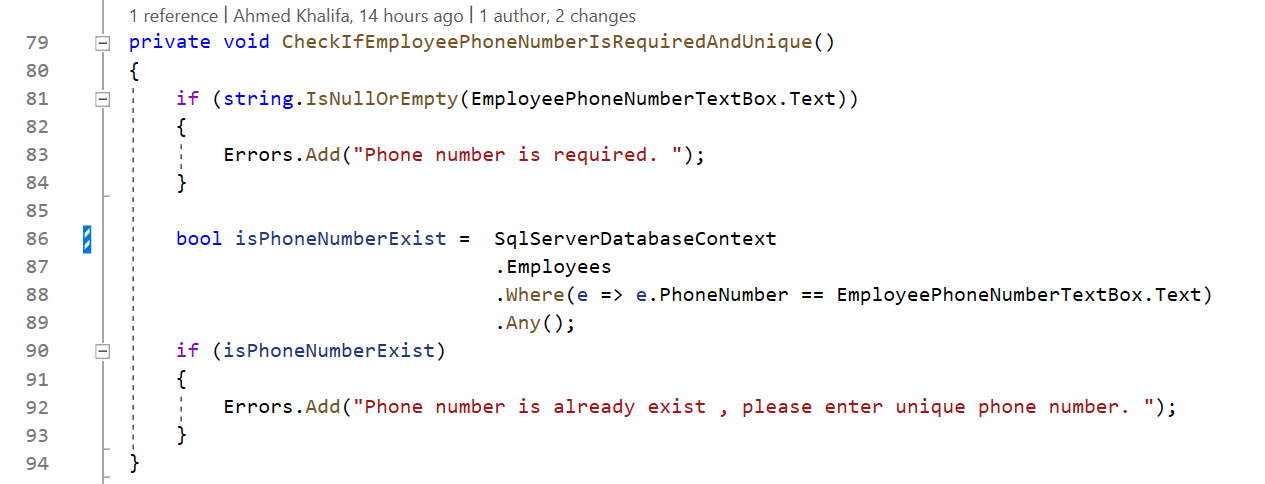 1 reference | Ahmed Khalifa, 14 hours ago | 1 author, 2 changes
79 private void CheckIfEmployeePhoneNumberIsRequiredAndUnique()
80 {
81 if (string.IsNullOrEmpty(EmployeePhoneNumberTextBox.Text))
82 {
83 Errors.Add("Phone number is required. ");
84 }
85
86 bool isPhoneNumberExist =  SqlServerDatabaseContext
87 .Employees
88 .Where(e => e.PhoneNumber == EmployeePhoneNumberTextBox.Text)
89 .Any();
90 if (isPhoneNumberExist)
91 {
92 Errors.Add("Phone number is already exist , please enter unique phone number. ");
93 }
94 }